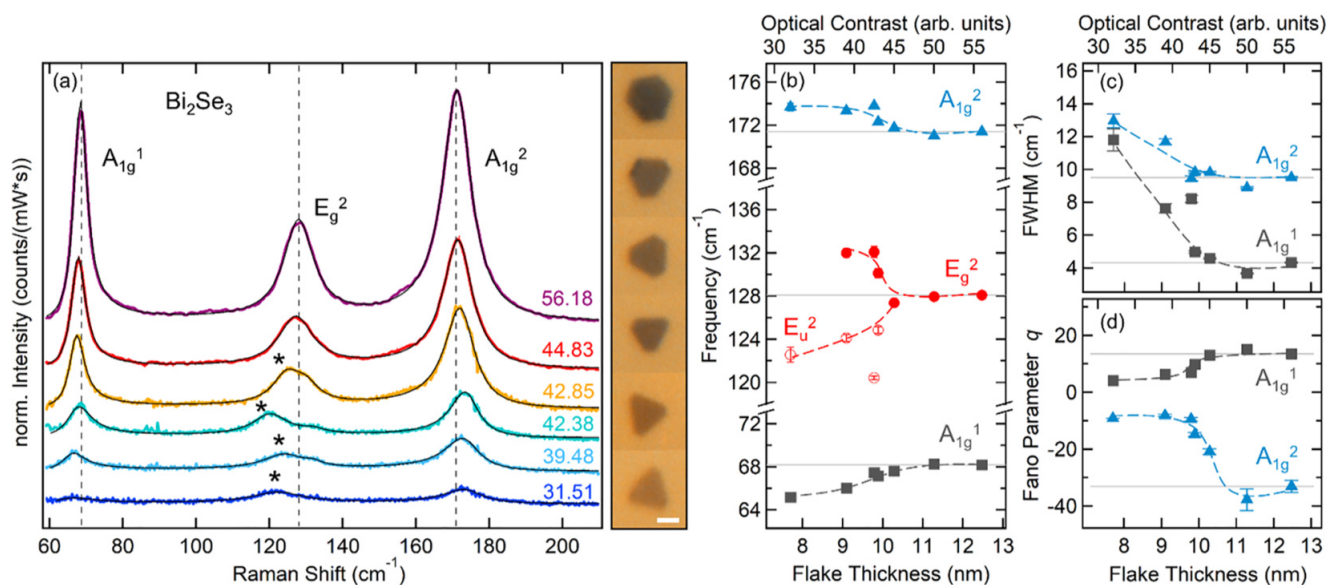 (a)
Bi₂Se₃
A₁g¹
E_g²
A₁g²
56.18
44.83
*
42.85
*
42.38
*
39.48
*
31.51
norm. Intensity (counts/(mW*s))
60 80 100 120 140 160 180 200
Raman Shift (cm⁻¹)
Optical Contrast (arb. units)
30 35 40 45 50 55
(b)
A₁g²
176
172
168
136
132
128
124
120
72
68
64
E_g²
E_u²
A₁g¹
Frequency (cm⁻¹)
8 9 10 11 12 13
Flake Thickness (nm)
Optical Contrast (arb. units)
30 35 40 45 50 55
(c)
16
14
12
10
8
6
4
A₁g²
A₁g¹
FWHM (cm⁻¹)
(d)
20
0
-20
-40
A₁g¹
A₁g²
Fano Parameter q
8 9 10 11 12 13
Flake Thickness (nm)